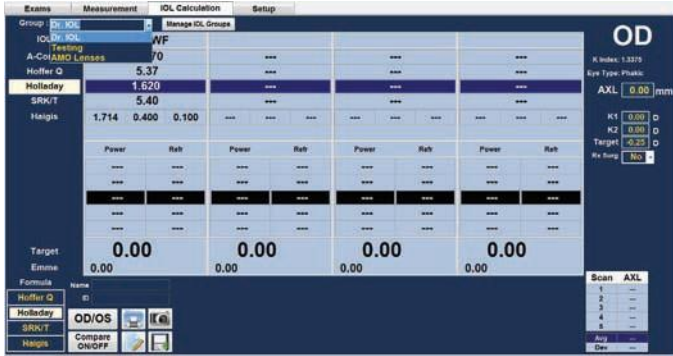 Exams Measurement IOL Calculation Setup
Group : Dr. IOL Manage IOL Groups
Dr. IOL
Testing
AMO Lenses
IOL WF
A-Con 70 --- --- ---
Hoffer Q 5.37 --- --- ---
Holladay 1.620 --- --- ---
SRK/T 5.40 --- --- ---
Haigis 1.714 0.400 0.100 --- --- --- --- --- --- --- --- ---
Power Refr Power Refr Power Refr Power Refr
--- --- --- --- --- --- --- ---
--- --- --- --- --- --- --- ---
--- --- --- --- --- --- --- ---
--- --- --- --- --- --- --- ---
--- --- --- --- --- --- --- ---
Target 0.00 0.00 0.00 0.00
Emme 0.00 0.00 0.00 0.00
Formula
Hoffer Q
Holladay
SRK/T
Haigis
Name
ID
OD/OS
Compare
ON/OFF
OD
K Index: 1.3375
Eye Type: Phakic
AXL 0.00 mm
K1 0.00 D
K2 0.00 D
Target -0.25 D
Rx Surg No
Scan AXL
1 ---
2 ---
3 ---
4 ---
5 ---
Avg ---
Dev ---